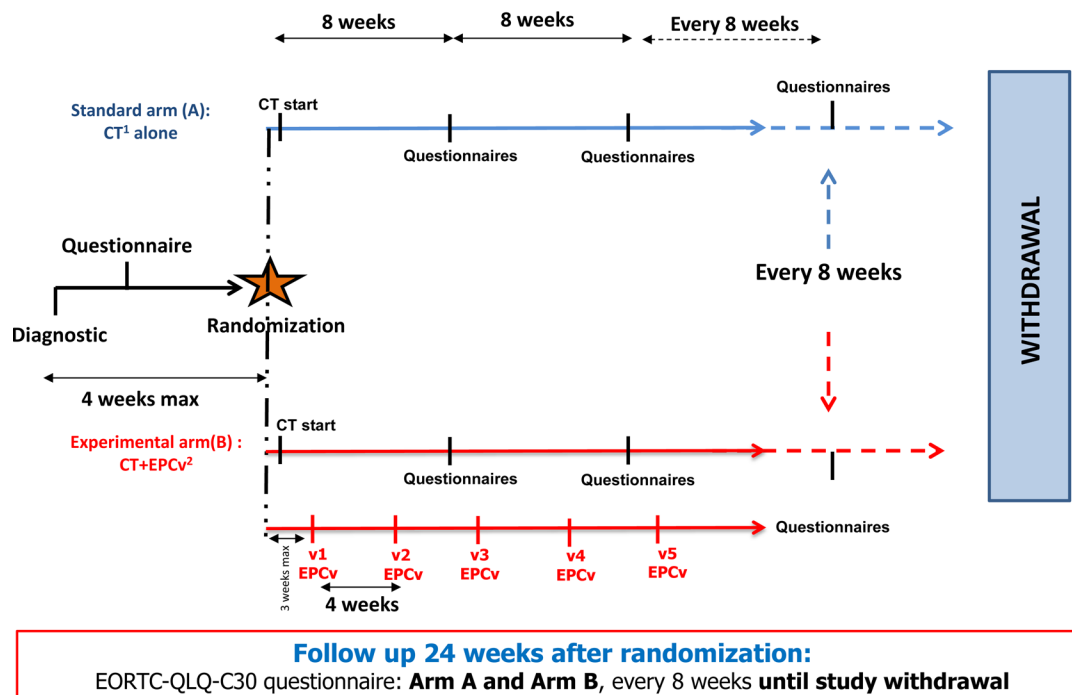 8 weeks
8 weeks
Every 8 weeks
Questionnaires
Standard arm (A):
CT¹ alone
CT start
Questionnaires
Questionnaires
Questionnaire
Every 8 weeks
Diagnostic
Randomization
4 weeks max
WITHDRAWAL
Experimental arm(B) :
CT+EPCv²
CT start
Questionnaires
Questionnaires
Questionnaires
3 weeks max
v1
EPCv
v2
EPCv
v3
EPCv
v4
EPCv
v5
EPCv
4 weeks
Follow up 24 weeks after randomization:
EORTC-QLQ-C30 questionnaire: Arm A and Arm B, every 8 weeks until study withdrawal